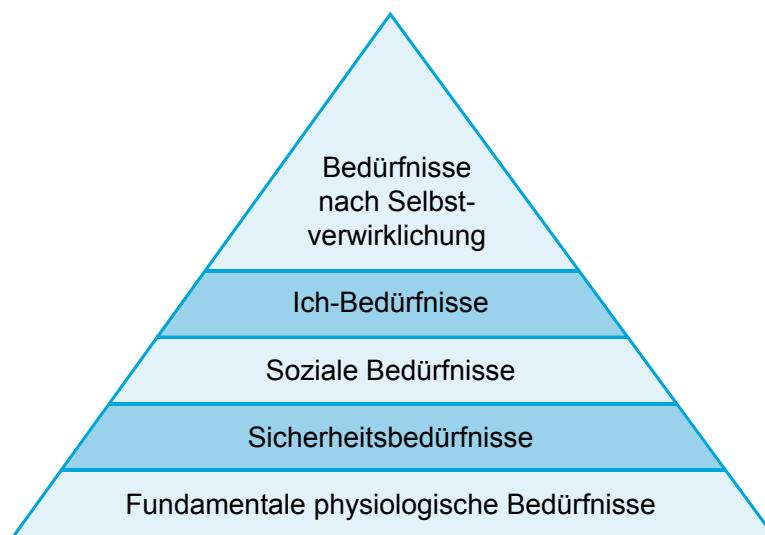 Bedürfnisse
nach Selbst-
verwirklichung
Ich-Bedürfnisse
Soziale Bedürfnisse
Sicherheitsbedürfnisse
Fundamentale physiologische Bedürfnisse